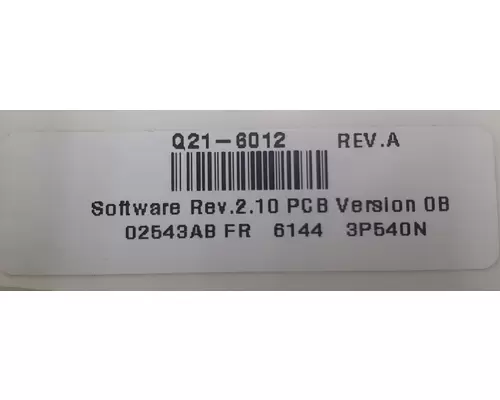 Q21-6012 REV.A
Software Rev.2.10 PCB Version 0B
02543AB FR 6144 3P540N